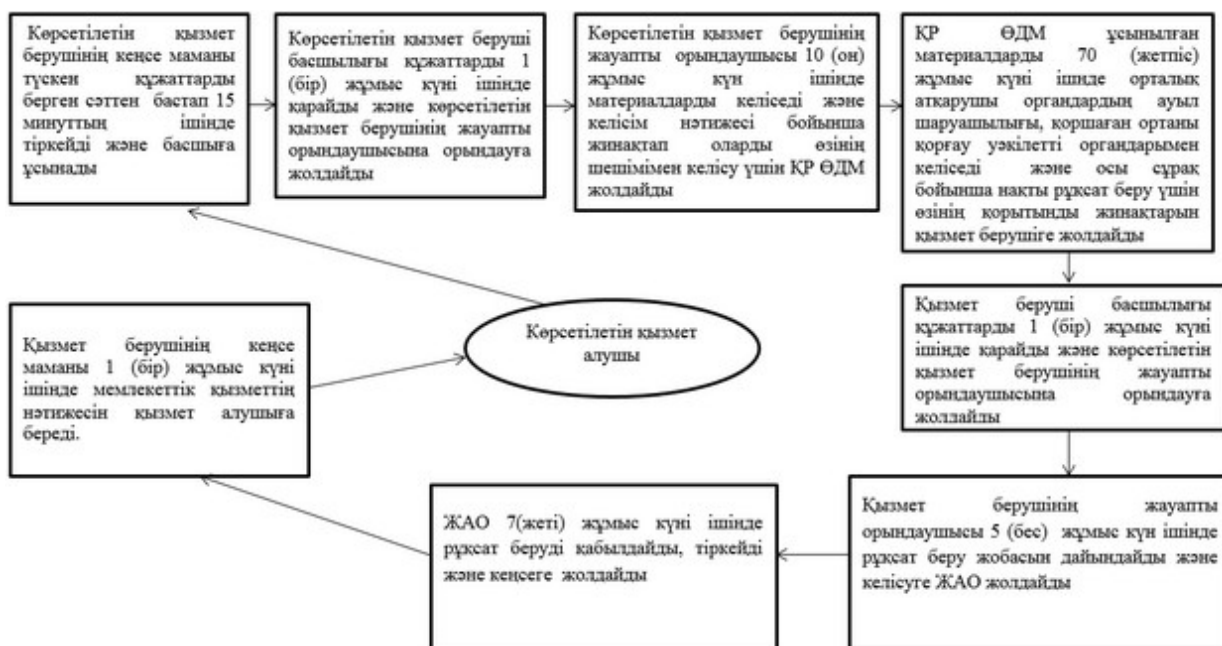 Көрсетілетін қызмет
берушінің кеңсе маманы
түскен құжаттарды
берген сәттен бастап 15
минуттың ішінде
тіркейді және басшыға
ұсынады
Көрсетілетін қызмет беруші
басшылығы құжаттарды 1
(бір) жұмыс күні ішінде
қарайды және көрсетілетін
қызмет берушінің жауапты
орындаушысына орындауға
жолдайды
Көрсетілетін қызмет берушінің
жауапты орындаушысы 10 (он)
жұмыс күн ішінде
материалдарды келіседі және
келісім нәтижесі бойынша
жинақтап оларды өзінің
шешімімен келісу үшін ҚР ӨДМ
жолдайды
ҚР ӨДМ ұсынылған
материалдарды 70 (жетпіс)
жұмыс күні ішінде орталық
атқарушы органдардың ауыл
шаруашылығы, қоршаған ортаны
қорғау уәкілетті органдарымен
келіседі және осы сұрақ
бойынша нақты рұқсат беру үшін
өзінің қорытынды жинақтарын
қызмет берушіге жолдайды
Қызмет беруші басшылығы
құжаттарды 1 (бір) жұмыс күні
ішінде қарайды және көрсетілетін
қызмет берушінің жауапты
орындаушысына орындауға
жолдайды
Қызмет берушінің жауапты
орындаушысы 5 (бес) жұмыс күн ішінде
рұқсат беру жобасын дайындайды және
келісуге ЖАО жолдайды
ЖАО 7(жеті) жұмыс күні ішінде
рұқсат беруді қабылдайды, тіркейді
және кеңсеге жолдайды
Қызмет берушінің кеңсе
маманы 1 (бір) жұмыс күні
ішінде мемлекеттік қызметтің
нәтижесін қызмет алушыға
береді.
Көрсетілетін қызмет
алушы